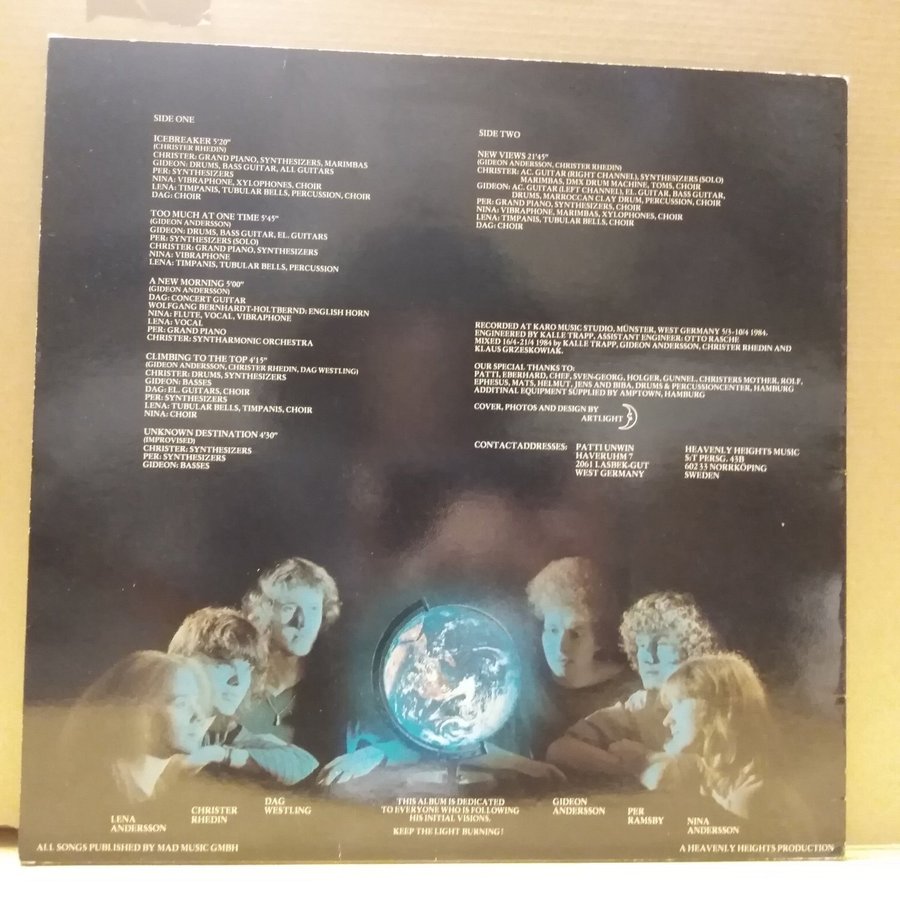 SIDE ONE
ICEBREAKER 5'20"
(CHRISTER RHEDIN)
CHRISTER: GRAND PIANO, SYNTHESIZERS, MARIMBAS
GIDEON: DRUMS, BASS GUITAR, ALL GUITARS
PER: SYNTHESIZERS
NINA: VIBRAPHONE, XYLOPHONES, CHOIR
LENA: TIMPANIS, TUBULAR BELLS, PERCUSSION, CHOIR
DAG: CHOIR
TOO MUCH AT ONE TIME 5'45"
(GIDEON ANDERSSON)
GIDEON: DRUMS, BASS GUITAR, EL. GUITARS
PER: SYNTHESIZERS (SOLO)
CHRISTER: GRAND PIANO, SYNTHESIZERS
NINA: VIBRAPHONE
LENA: TIMPANIS, TUBULAR BELLS, PERCUSSION
A NEW MORNING 5'00"
(GIDEON ANDERSSON)
DAG: CONCERT GUITAR
WOLFGANG BERNHARDT-HOLTBERND: ENGLISH HORN
NINA: FLUTE, VOCAL, VIBRAPHONE
LENA: VOCAL
PER: GRAND PIANO
CHRISTER: SYNTHARMONIC ORCHESTRA
CLIMBING TO THE TOP 4'15"
(GIDEON ANDERSSON, CHRISTER RHEDIN, DAG WESTLING)
CHRISTER: DRUMS, SYNTHESIZERS
GIDEON: BASSES
DAG: EL. GUITARS, CHOIR
PER: SYNTHESIZERS
LENA: TUBULAR BELLS, TIMPANIS, CHOIR
NINA: CHOIR
UNKNOWN DESTINATION 4'30"
(IMPROVISED)
CHRISTER: SYNTHESIZERS
PER: SYNTHESIZERS
GIDEON: BASSES
SIDE TWO
NEW VIEWS 21'45"
(GIDEON ANDERSSON, CHRISTER RHEDIN)
CHRISTER: AC. GUITAR (RIGHT CHANNEL), SYNTHESIZERS (SOLO)
MARIMBAS, DMX DRUM MACHINE, TOMS, CHOIR
GIDEON: AC. GUITAR (LEFT CHANNEL), EL. GUITAR, BASS GUITAR,
DRUMS, MARROCCAN CLAY DRUM, PERCUSSION, CHOIR
PER: GRAND PIANO, SYNTHESIZERS, CHOIR
NINA: VIBRAPHONE, MARIMBAS, XYLOPHONES, CHOIR
LENA: TIMPANIS, TUBULAR BELLS, CHOIR
DAG: CHOIR
RECORDED AT KARO MUSIC STUDIO, MÜNSTER, WEST GERMANY 5/3-10/4 1984.
ENGINEERED BY KALLE TRAPP, ASSISTANT ENGINEER: OTTO RASCHE
MIXED 16/4-21/4 1984 by KALLE TRAPP, GIDEON ANDERSSON, CHRISTER RHEDIN and
KLAUS GRZESKOWIAK.
OUR SPECIAL THANKS TO:
PATTI, EBERHARD, CHEF, SVEN-GEORG, HOLGER, GUNNEL, CHRISTERS MOTHER, ROLF,
EPHESUS, MATS, HELMUT, JENS AND BIBA, DRUMS & PERCUSSIONCENTER, HAMBURG
ADDITINAL EQUIPMENT SUPPLIED BY AMPTOWN, HAMBURG
COVER, PHOTOS AND DESIGN BY
ARTLIGHT
CONTACTADDRESSES: PATTI UNWIN
HAVERUHM 7
2061 LASBEK-GUT
WEST GERMANY
HEAVENLY HEIGHTS MUSIC
S:T PERSG. 43B
602 33 NORRKÖPING
SWEDEN
LENA
ANDERSSON
CHRISTER
RHEDIN
DAG
WESTLING
THIS ALBUM IS DEDICATED
TO EVERYONE WHO IS FOLLOWING
HIS INITIAL VISIONS.
KEEP THE LIGHT BURNING!
GIDEON
ANDERSSON
PER
RAMSBY
NINA
ANDERSSON
ALL SONGS PUBLISHED BY MAD MUSIC GMBH
A HEAVENLY HEIGHTS PRODUCTION